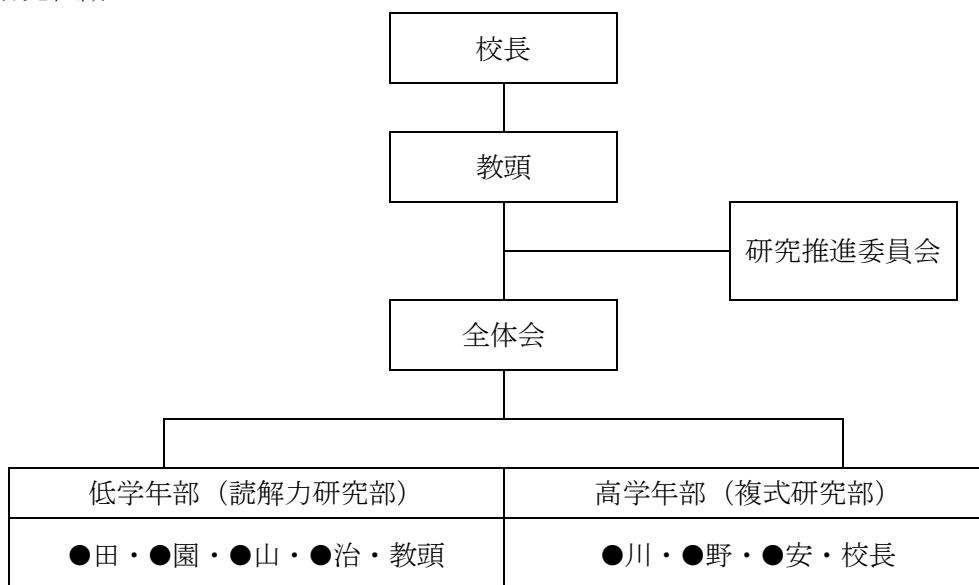 校長
教頭
研究推進委員会
全体会
低学年部（読解力研究部）
高学年部（複式研究部）
●田・●園・●山・●治・教頭
●川・●野・●安・校長